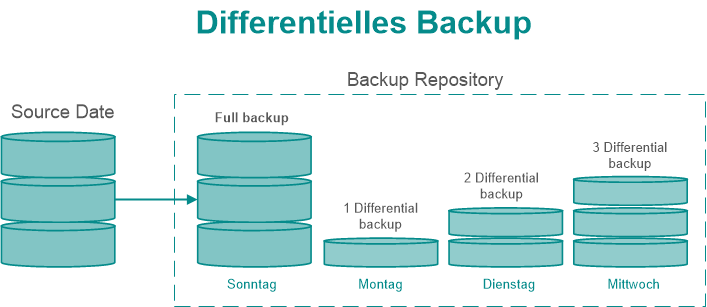 Differentielles Backup
Backup Repository
Source Date
Full backup
3 Differential
backup
2 Differential
backup
1 Differential
backup
Sonntag
Montag
Dienstag
Mittwoch